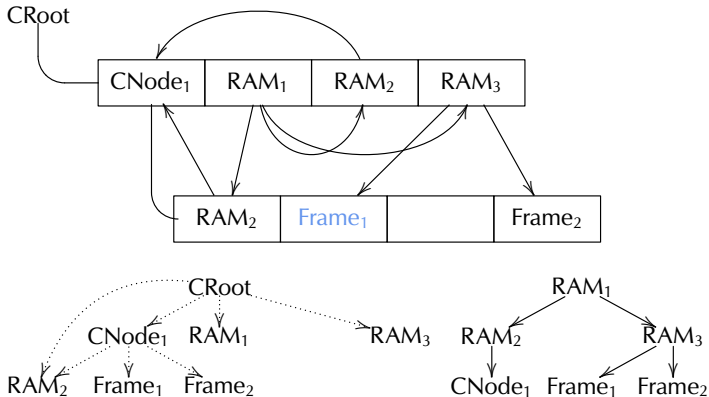 CRoot
CNode₁ RAM₁ RAM₂ RAM₃
RAM₂ Frame₁ Frame₂
CRoot RAM₁
CNode₁ RAM₁ RAM₃ RAM₂ RAM₃
RAM₂ Frame₁ Frame₂ CNode₁ Frame₁ Frame₂